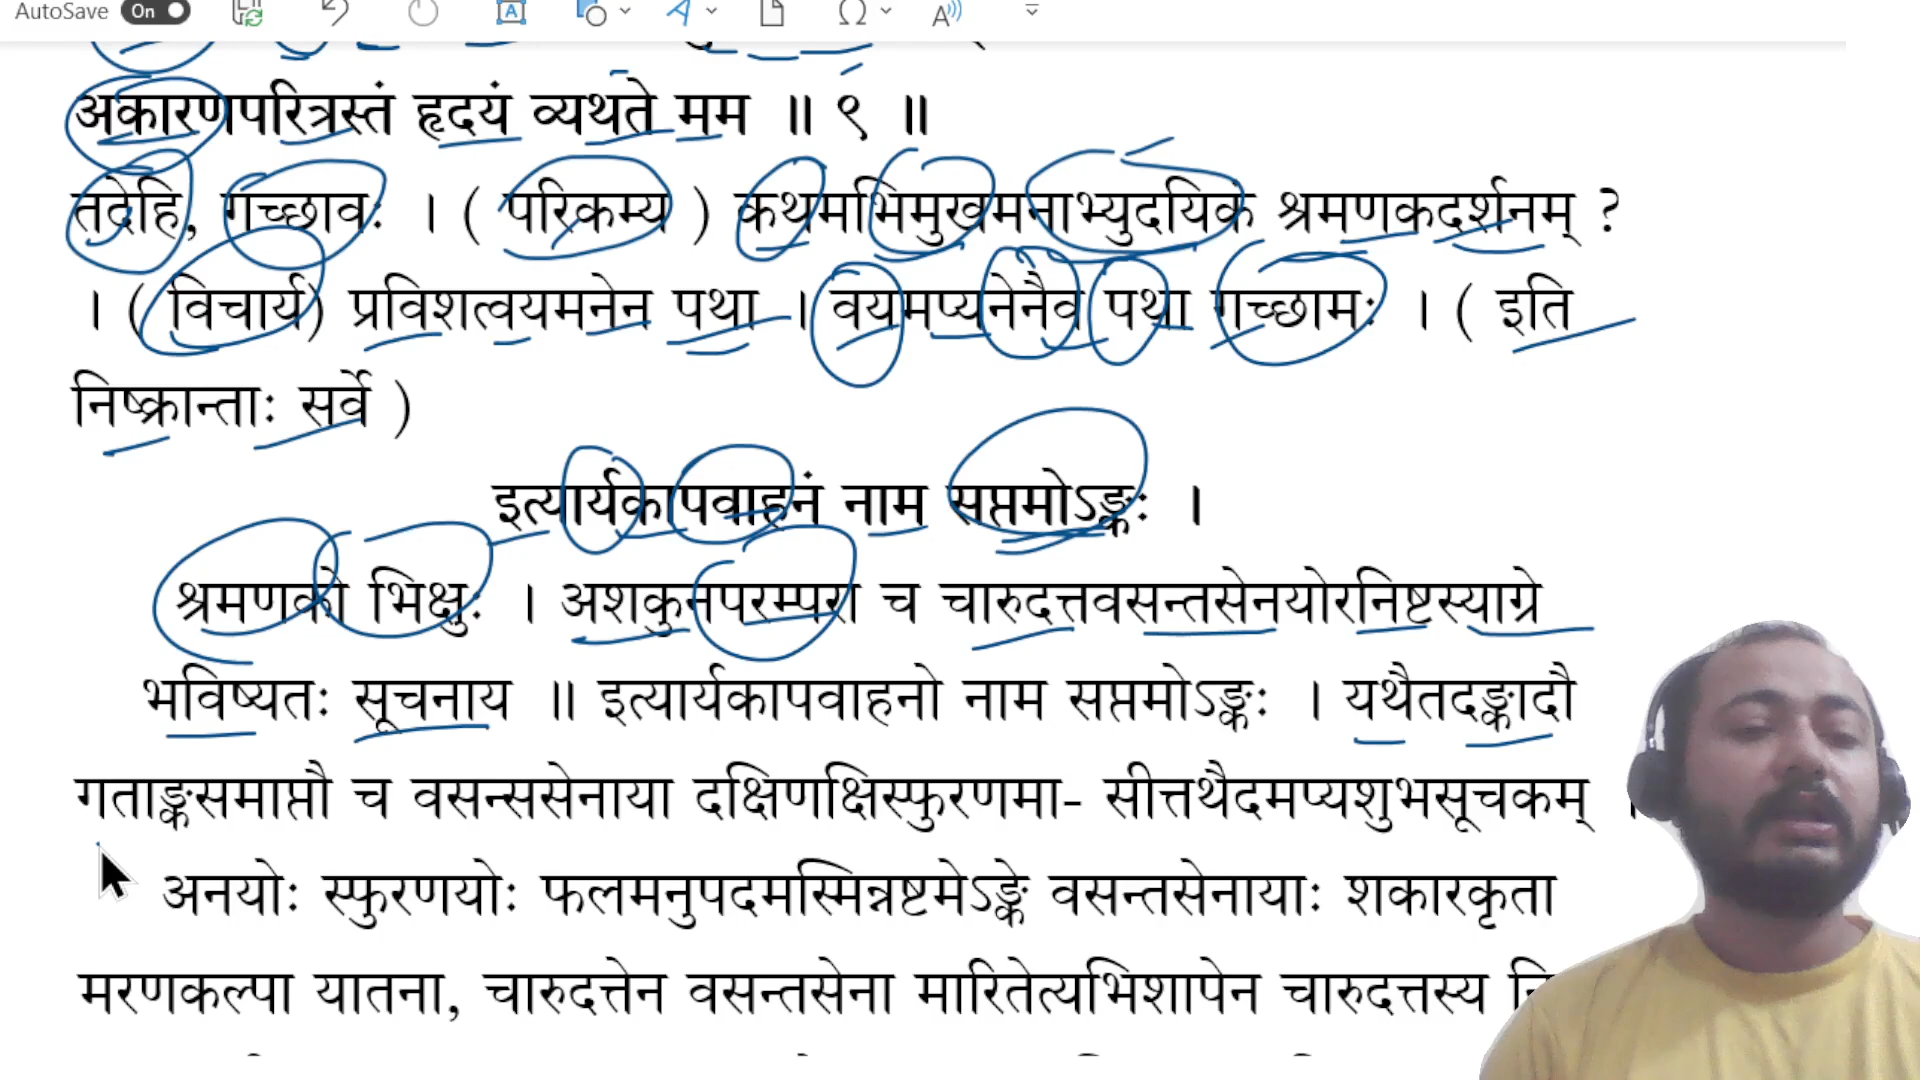 AutoSave On
अकारणपरित्रस्तं हृदयं व्यथते मम ॥ ९ ॥
तदेहि, गच्छावः । ( परिकम्य ) कथमभिमुखमनाभ्युदयिक श्रमणकदर्शनम् ?
। ( विचार्य) प्रविशत्वयमनेन पथा । वयमप्यनेनैव पथा गच्छामः । ( इति
निष्क्रान्ताः सर्वे )
इत्यार्यकापवाहनं नाम सप्तमोऽङ्कः ।
श्रमणको भिक्षुः । अशकुनपरम्परा च चारुदत्तवसन्तसेनयोरनिष्टस्याग्रे
भविष्यतः सूचनाय ॥ इत्यार्यकापवाहनो नाम सप्तमोऽङ्कः । यथैतदङ्कादौ
गताङ्कसमाप्तौ च वसन्ससेनाया दक्षिणक्षिस्फुरणमा- सीत्तथैदमप्यशुभसूचकम् ।
अनयोः स्फुरणयोः फलमनुपदमस्मिन्नष्टमेऽङ्के वसन्तसेनायाः शकारकृता
मरणकल्पा यातना, चारुदत्तेन वसन्तसेना मारितेत्यभिशापेन चारुदत्तस्य